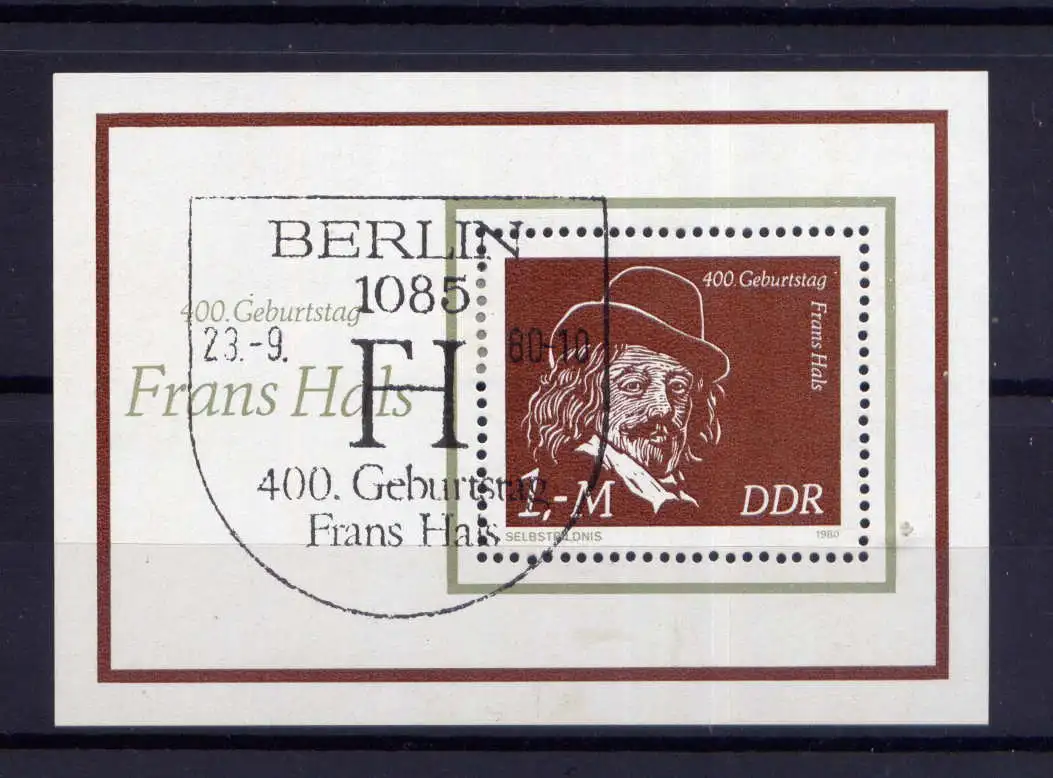 BERLIN
1085
400. Geburtstag
23.-9. 80-10
Frans Hals
FH
400. Geburtstag
Frans Hals
400. Geburtstag
Frans Hals
1,-M DDR
SELBSTBILDNIS 1980